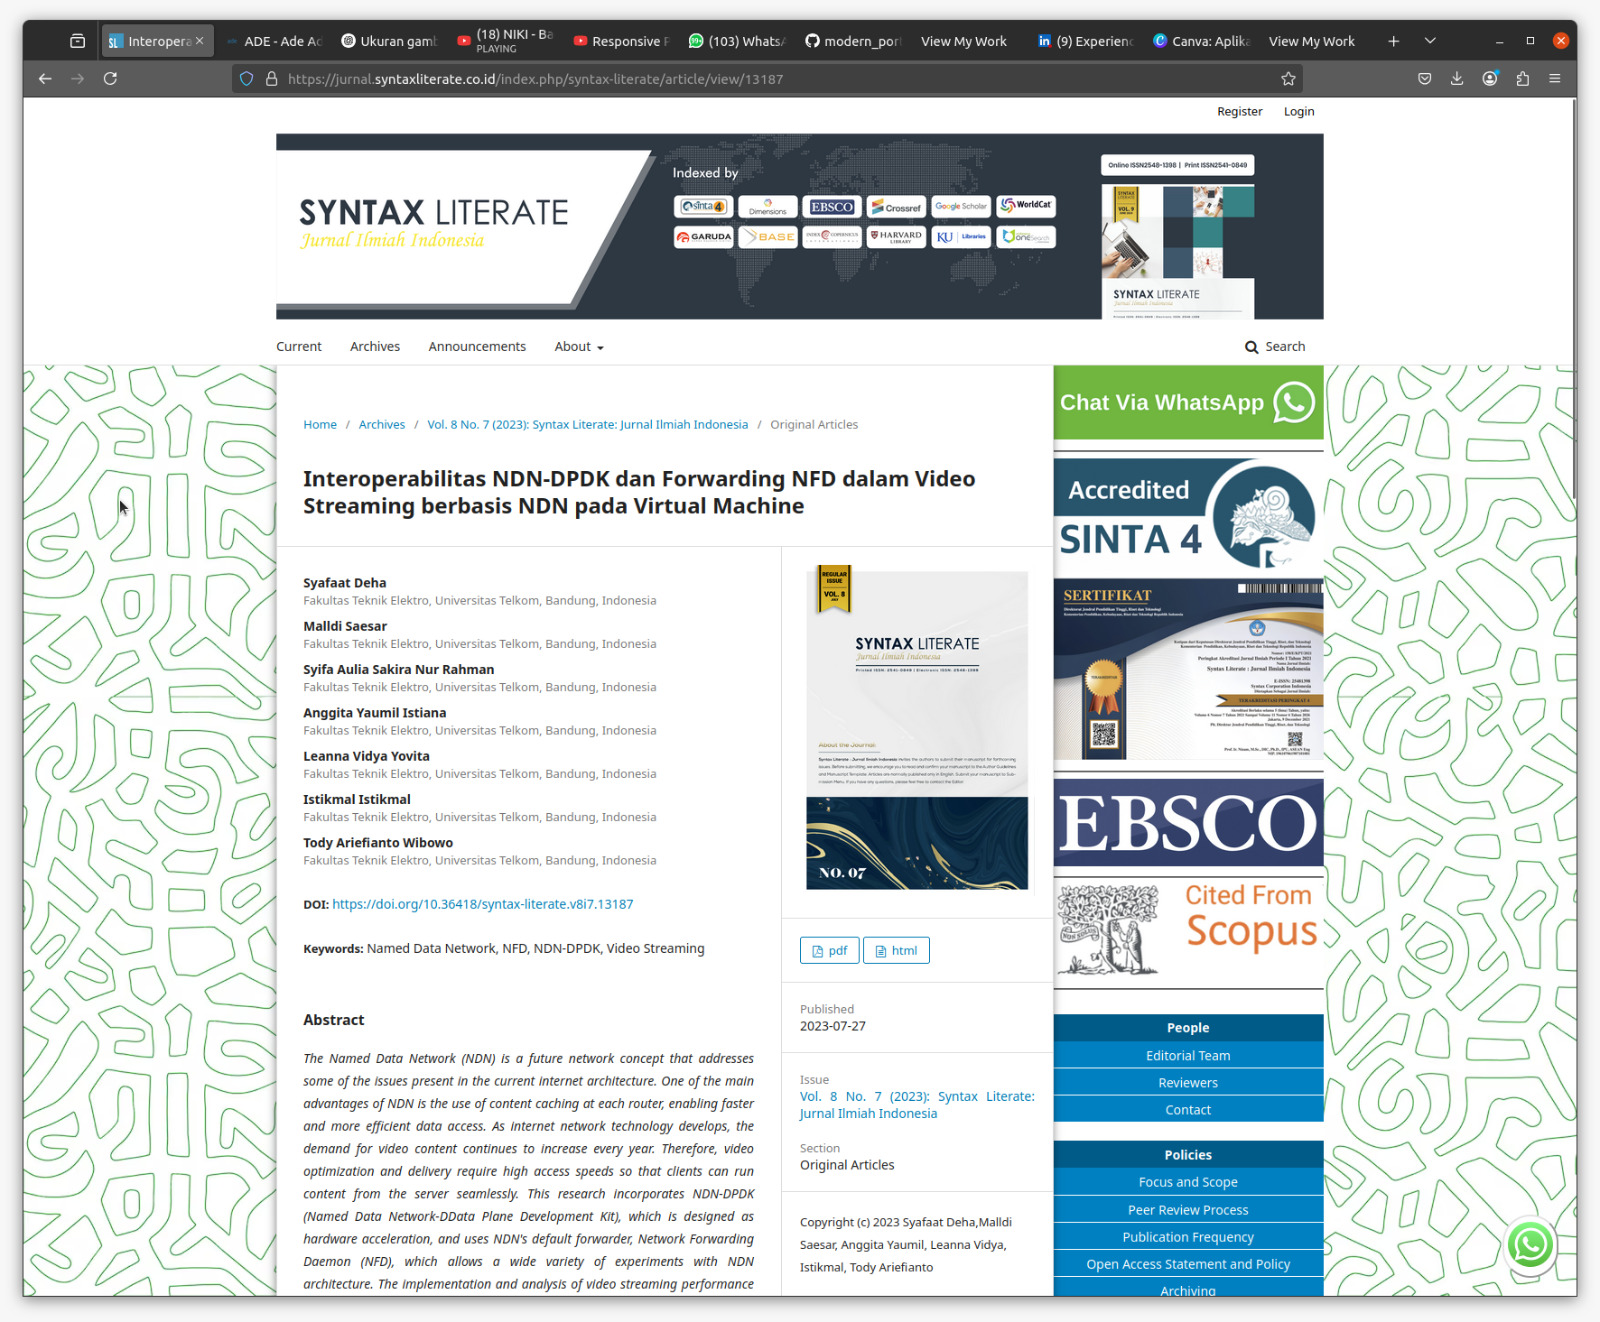 Interopera
ADE - Ade Ad
Ukuran gamb
(18) NIKI - Ba
PLAYING
Responsive P
(103) WhatsA
modern_por
View My Work
(9) Experienc
Canva: Aplika
View My Work
https://jurnal.syntaxliterate.co.id/index.php/syntax-literate/article/view/13187
Register Login
SYNTAX LITERATE
Jurnal Ilmiah Indonesia
Indexed by
sinta 4 Dimensions EBSCO Crossref Google Scholar WorldCat
GARUDA BASE INDEX COPERNICUS INTERNATIONAL HARVARD LIBRARY KU Libraries OneSearch
Online ISSN2548-1398 | Print ISSN2541-0849
SYNTAX LITERATE
Current Archives Announcements About Search
Home / Archives / Vol. 8 No. 7 (2023): Syntax Literate: Jurnal Ilmiah Indonesia / Original Articles
Interoperabilitas NDN-DPDK dan Forwarding NFD dalam Video
Streaming berbasis NDN pada Virtual Machine
Syafaat Deha
Fakultas Teknik Elektro, Universitas Telkom, Bandung, Indonesia
Malldi Saesar
Fakultas Teknik Elektro, Universitas Telkom, Bandung, Indonesia
Syifa Aulia Sakira Nur Rahman
Fakultas Teknik Elektro, Universitas Telkom, Bandung, Indonesia
Anggita Yaumil Istiana
Fakultas Teknik Elektro, Universitas Telkom, Bandung, Indonesia
Leanna Vidya Yovita
Fakultas Teknik Elektro, Universitas Telkom, Bandung, Indonesia
Istikmal Istikmal
Fakultas Teknik Elektro, Universitas Telkom, Bandung, Indonesia
Tody Ariefianto Wibowo
Fakultas Teknik Elektro, Universitas Telkom, Bandung, Indonesia
DOI: https://doi.org/10.36418/syntax-literate.v8i7.13187
Keywords: Named Data Network, NFD, NDN-DPDK, Video Streaming
Abstract
The Named Data Network (NDN) is a future network concept that addresses
some of the issues present in the current internet architecture. One of the main
advantages of NDN is the use of content caching at each router, enabling faster
and more efficient data access. As internet network technology develops, the
demand for video content continues to increase every year. Therefore, video
optimization and delivery require high access speeds so that clients can run
content from the server seamlessly. This research incorporates NDN-DPDK
(Named Data Network-DData Plane Development Kit), which is designed as
hardware acceleration, and uses NDN's default forwarder, Network Forwarding
Daemon (NFD), which allows a wide variety of experiments with NDN
architecture. The implementation and analysis of video streaming performance
REGULAR
ISSUE
VOL. 8
SYNTAX LITERATE
Jurnal Ilmiah Indonesia
About the Journal
NO. 07
pdf html
Published
2023-07-27
Issue
Vol. 8 No. 7 (2023): Syntax Literate:
Jurnal Ilmiah Indonesia
Section
Original Articles
Copyright (c) 2023 Syafaat Deha,Malldi
Saesar, Anggita Yaumil, Leanna Vidya,
Istikmal, Tody Ariefianto
Chat Via WhatsApp
Accredited
SINTA 4
SERTIFIKAT
EBSCO
Cited From
Scopus
People
Editorial Team
Reviewers
Contact
Policies
Focus and Scope
Peer Review Process
Publication Frequency
Open Access Statement and Policy
Archiving